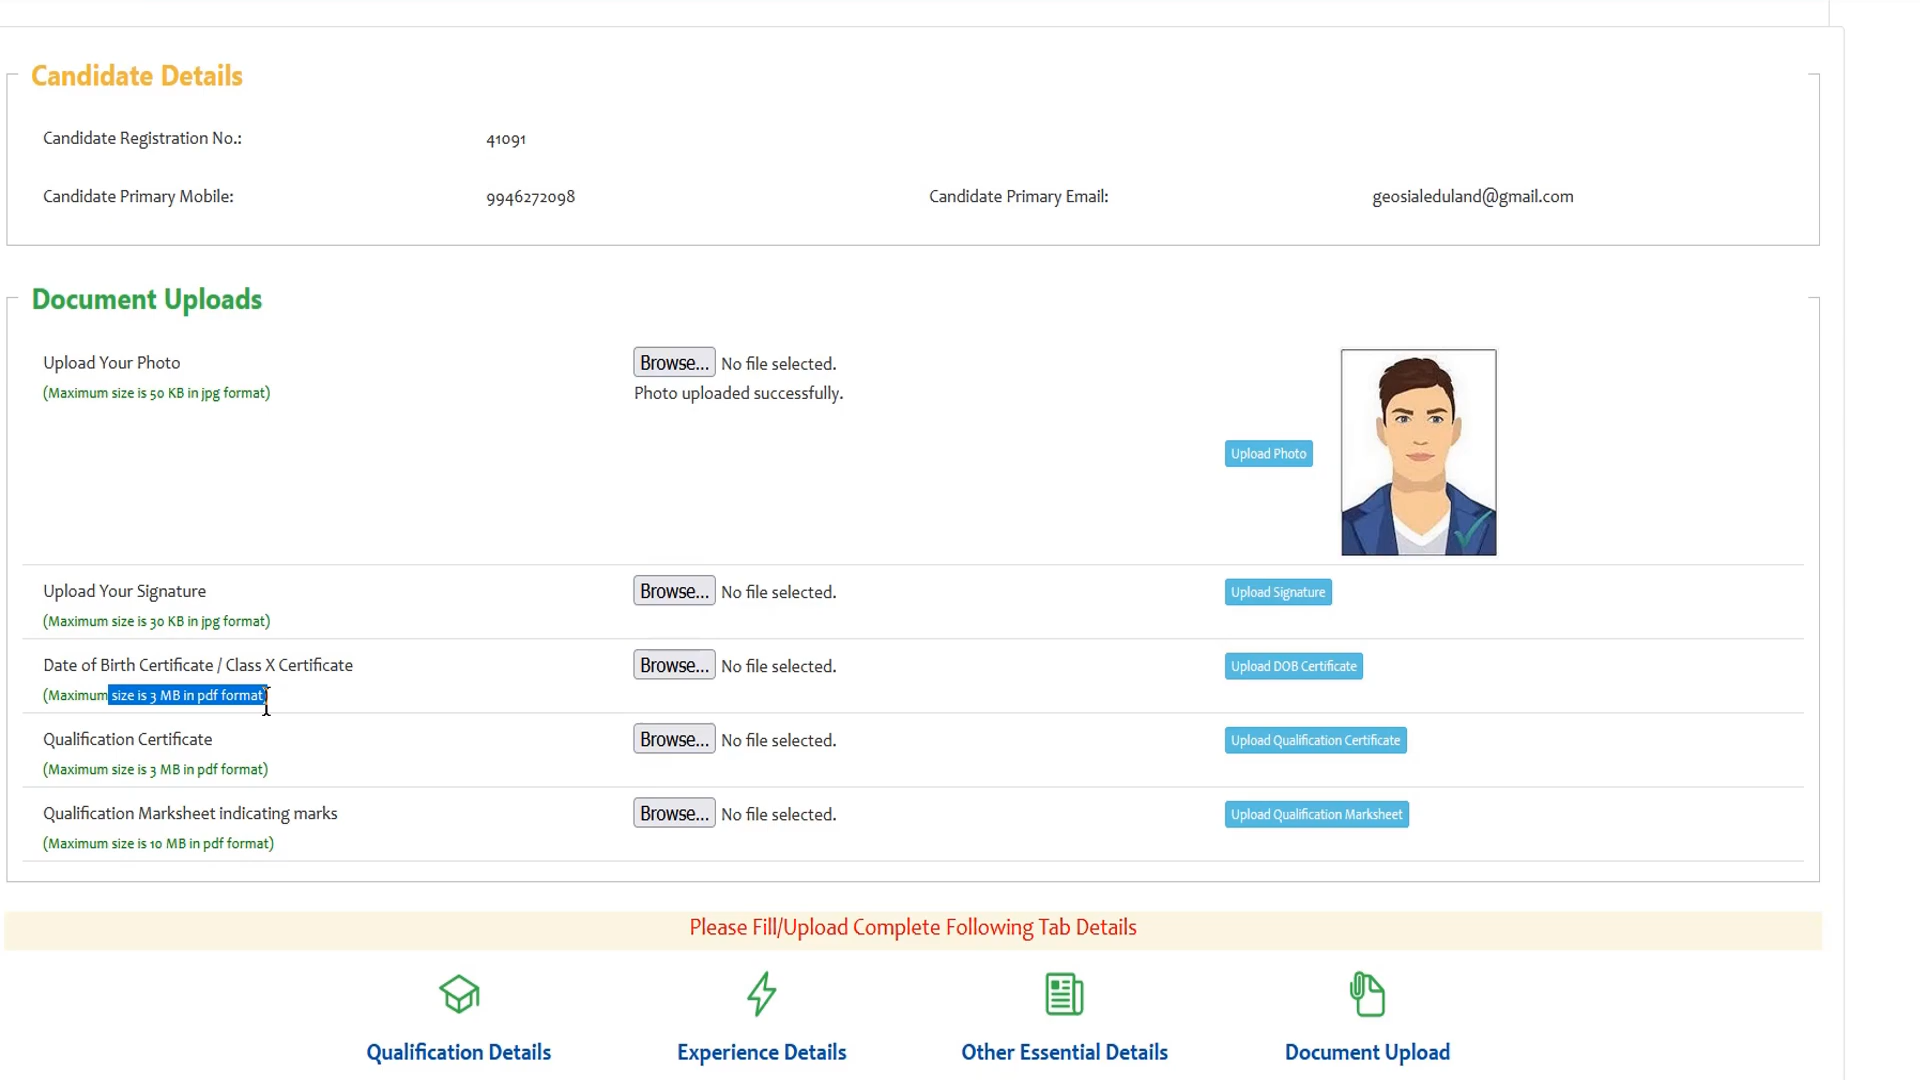 Candidate Details
Candidate Registration No.: 41091
Candidate Primary Mobile: 9946272098 Candidate Primary Email: geosialeduland@gmail.com
Document Uploads
Upload Your Photo Browse... No file selected.
(Maximum size is 50 KB in jpg format) Photo uploaded successfully.
Upload Photo
Upload Your Signature Browse... No file selected. Upload Signature
(Maximum size is 30 KB in jpg format)
Date of Birth Certificate / Class X Certificate Browse... No file selected. Upload DOB Certificate
(Maximum size is 3 MB in pdf format)
Qualification Certificate Browse... No file selected. Upload Qualification Certificate
(Maximum size is 3 MB in pdf format)
Qualification Marksheet indicating marks Browse... No file selected. Upload Qualification Marksheet
(Maximum size is 10 MB in pdf format)
Please Fill/Upload Complete Following Tab Details
Qualification Details Experience Details Other Essential Details Document Upload